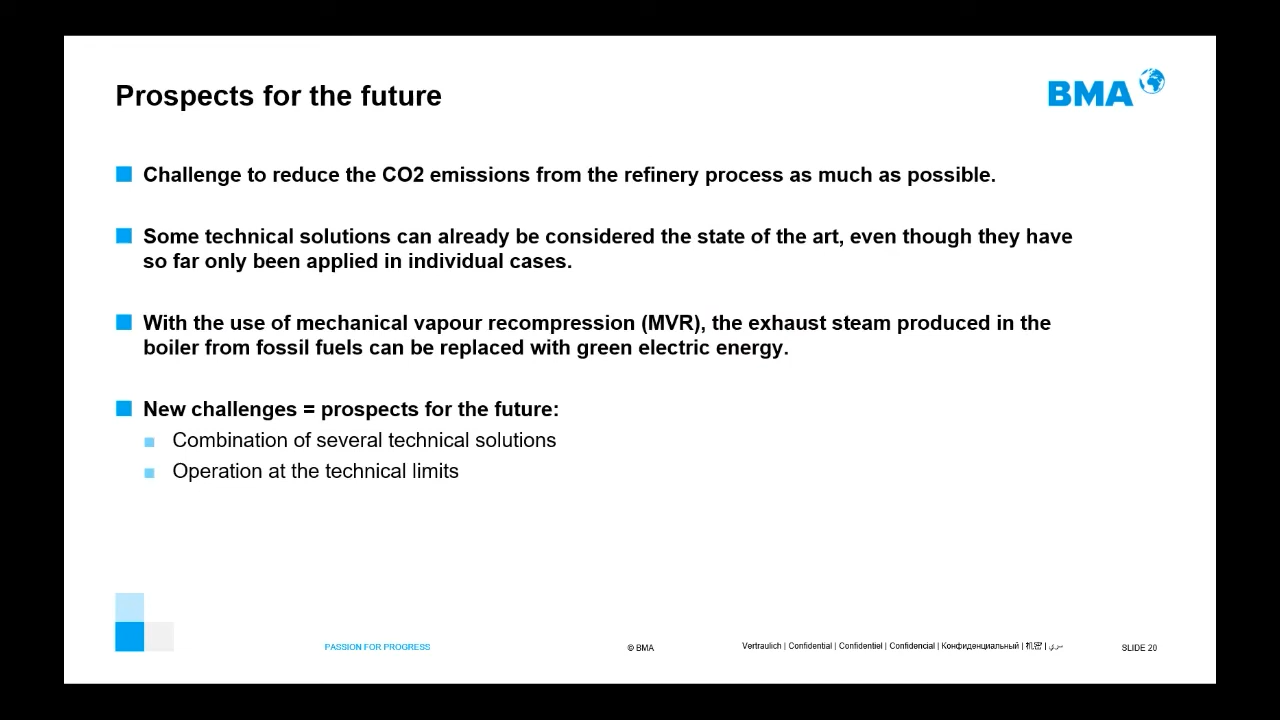 Prospects for the future
BMA
Challenge to reduce the CO2 emissions from the refinery process as much as possible.
Some technical solutions can already be considered the state of the art, even though they have
so far only been applied in individual cases.
With the use of mechanical vapour recompression (MVR), the exhaust steam produced in the
boiler from fossil fuels can be replaced with green electric energy.
New challenges = prospects for the future:
Combination of several technical solutions
Operation at the technical limits
PASSION FOR PROGRESS
© BMA
Vertraulich | Confidential | Confidentiel | Confidencial | Конфиденциальный | 机密 | سري
SLIDE 20